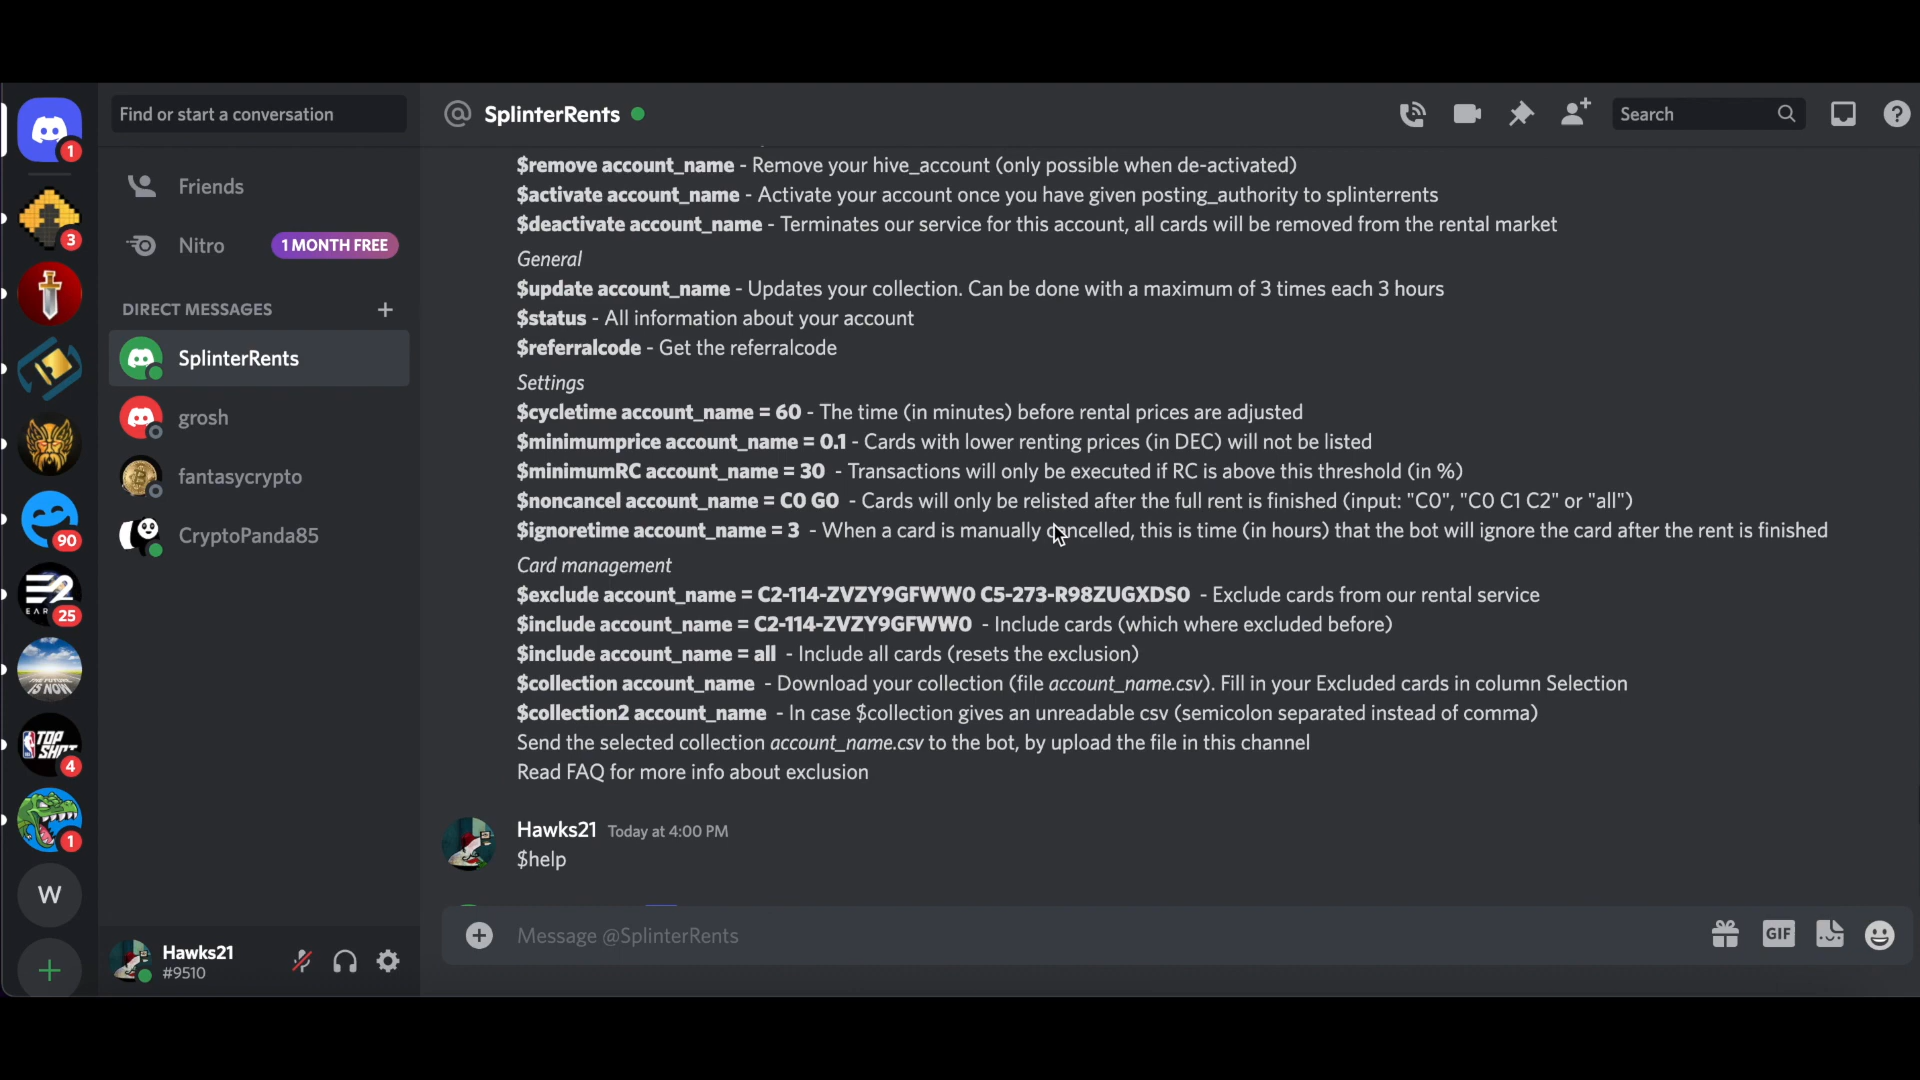 Find or start a conversation
SplinterRents
Search
1
3
90
25
IS NOW
TOP SHOT
4
1
W
Friends
Nitro
1 MONTH FREE
DIRECT MESSAGES
SplinterRents
grosh
fantasycrypto
CryptoPanda85
Hawks21
#9510
$remove account_name - Remove your hive_account (only possible when de-activated)
$activate account_name - Activate your account once you have given posting_authority to splinterrents
$deactivate account_name - Terminates our service for this account, all cards will be removed from the rental market
General
$update account_name - Updates your collection. Can be done with a maximum of 3 times each 3 hours
$status - All information about your account
$referralcode - Get the referralcode
Settings
$cycletime account_name = 60 - The time (in minutes) before rental prices are adjusted
$minimumprice account_name = 0.1 - Cards with lower renting prices (in DEC) will not be listed
$minimumRC account_name = 30 - Transactions will only be executed if RC is above this threshold (in %)
$noncancel account_name = C0 G0 - Cards will only be relisted after the full rent is finished (input: "C0", "C0 C1 C2" or "all")
$ignoretime account_name = 3 - When a card is manually cancelled, this is time (in hours) that the bot will ignore the card after the rent is finished
Card management
$exclude account_name = C2-114-ZVZY9GFWW0 C5-273-R98ZUGXDS0 - Exclude cards from our rental service
$include account_name = C2-114-ZVZY9GFWW0 - Include cards (which where excluded before)
$include account_name = all - Include all cards (resets the exclusion)
$collection account_name - Download your collection (file account_name.csv). Fill in your Excluded cards in column Selection
$collection2 account_name - In case $collection gives an unreadable csv (semicolon separated instead of comma)
Send the selected collection account_name.csv to the bot, by upload the file in this channel
Read FAQ for more info about exclusion
Hawks21 Today at 4:00 PM
$help
Message @SplinterRents
GIF